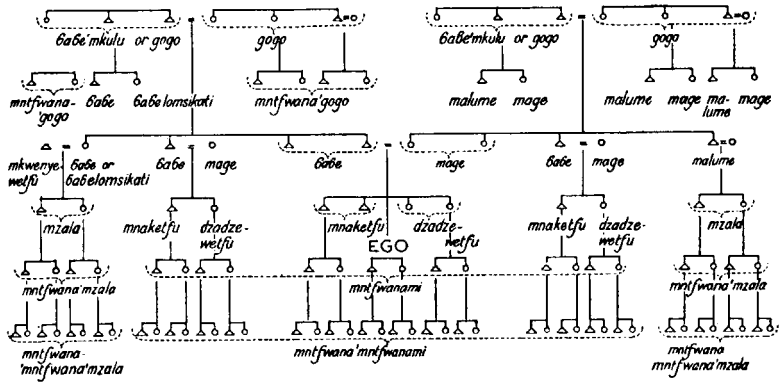 ɓaɓe'mkulu or gogo
gogo
ɓaɓe'mkulu or gogo
gogo
mntfwana-
'gogo
ɓaɓe
ɓaɓelomsikati
mntfwana'gogo
malume
mage
malume
mage
ma-
lume
mage
mkwenye-
wetfu
ɓaɓe or
ɓaɓelomsikati
ɓaɓe
mage
ɓaɓe
mage
ɓaɓe
mage
malume
mzala
mnaketfu
dzadze-
wetfu
mnaketfu
dzadze-
wetfu
EGO
mnaketfu
dzadze-
wetfu
mzala
mntfwana'mzala
mntfwanami
mntfwana'mzala
mntfwana-
'mntfwana'mzala
mntfwana'mntfwanami
mntfwana
mntfwana'mzala